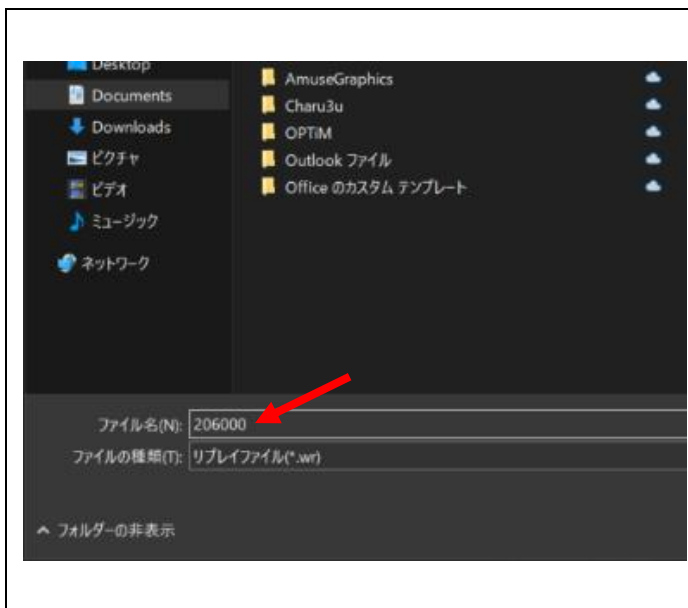 Desktop
Documents
Downloads
ピクチャ
ビデオ
ミュージック
ネットワーク
AmuseGraphics
Charu3u
OPTiM
Outlook ファイル
Office のカスタム テンプレート
ファイル名(N): 206000
ファイルの種類(T): リプレイファイル(*.wr)
フォルダーの非表示